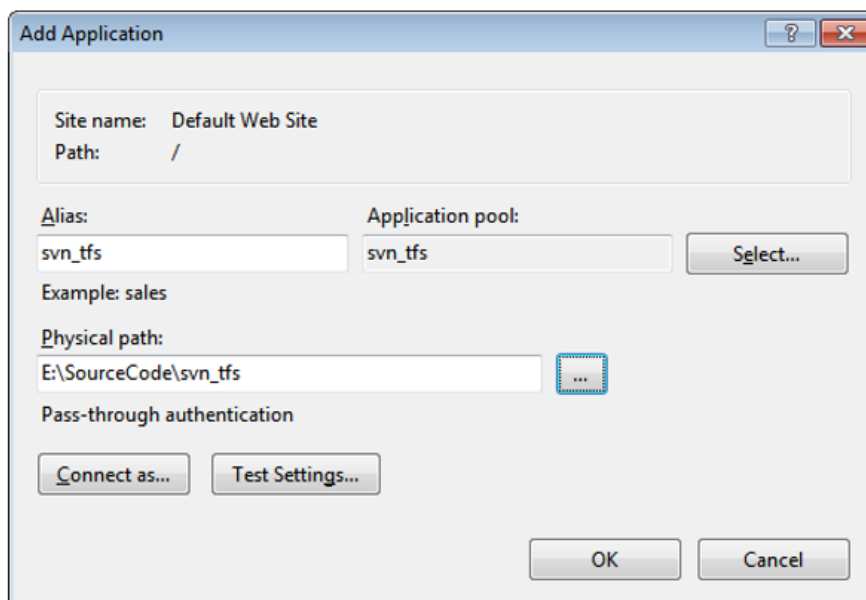 Add Application
Site name: Default Web Site
Path: /
Alias: Application pool:
svn_tfs svn_tfs Select...
Example: sales
Physical path:
E:\SourceCode\svn_tfs ...
Pass-through authentication
Connect as... Test Settings...
OK Cancel